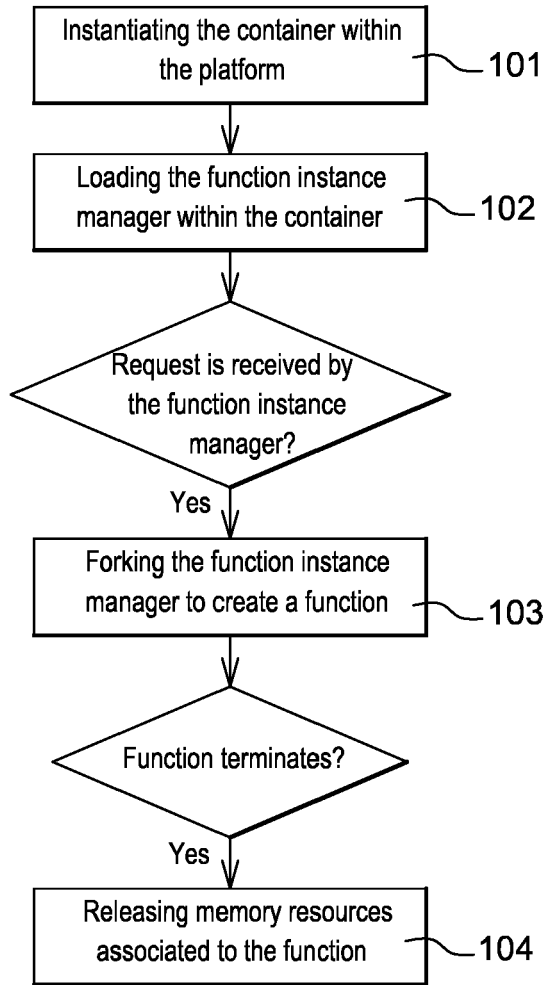 Instantiating the container within
the platform
101
Loading the function instance
manager within the container
102
Request is received by
the function instance
manager?
Yes
Forking the function instance
manager to create a function
103
Function terminates?
Yes
Releasing memory resources
associated to the function
104